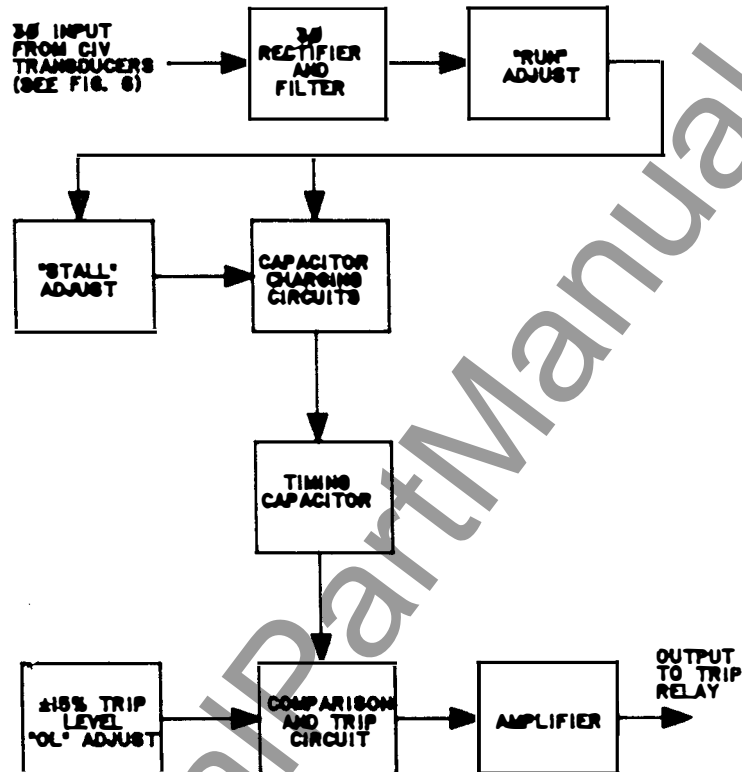 3Ø INPUT
FROM C/V
TRANSDUCERS
(SEE FIG. 6)
3Ø
RECTIFIER
AND
FILTER
"RUN"
ADJUST
"STALL"
ADJUST
CAPACITOR
CHARGING
CIRCUITS
TIMING
CAPACITOR
±15% TRIP
LEVEL
"OL" ADJUST
COMPARISON
AND TRIP
CIRCUIT
AMPLIFIER
OUTPUT
TO TRIP
RELAY
alPartManual